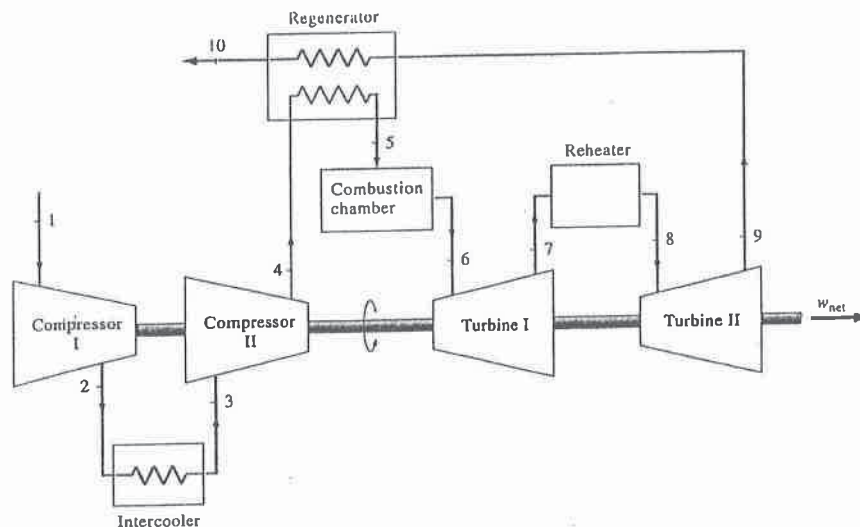 Regenerator
10
5
Reheater
Combustion
chamber
1
4
6
7
8
9
Compressor
I
Compressor
II
Turbine I
Turbine II
wnet
2
3
Intercooler